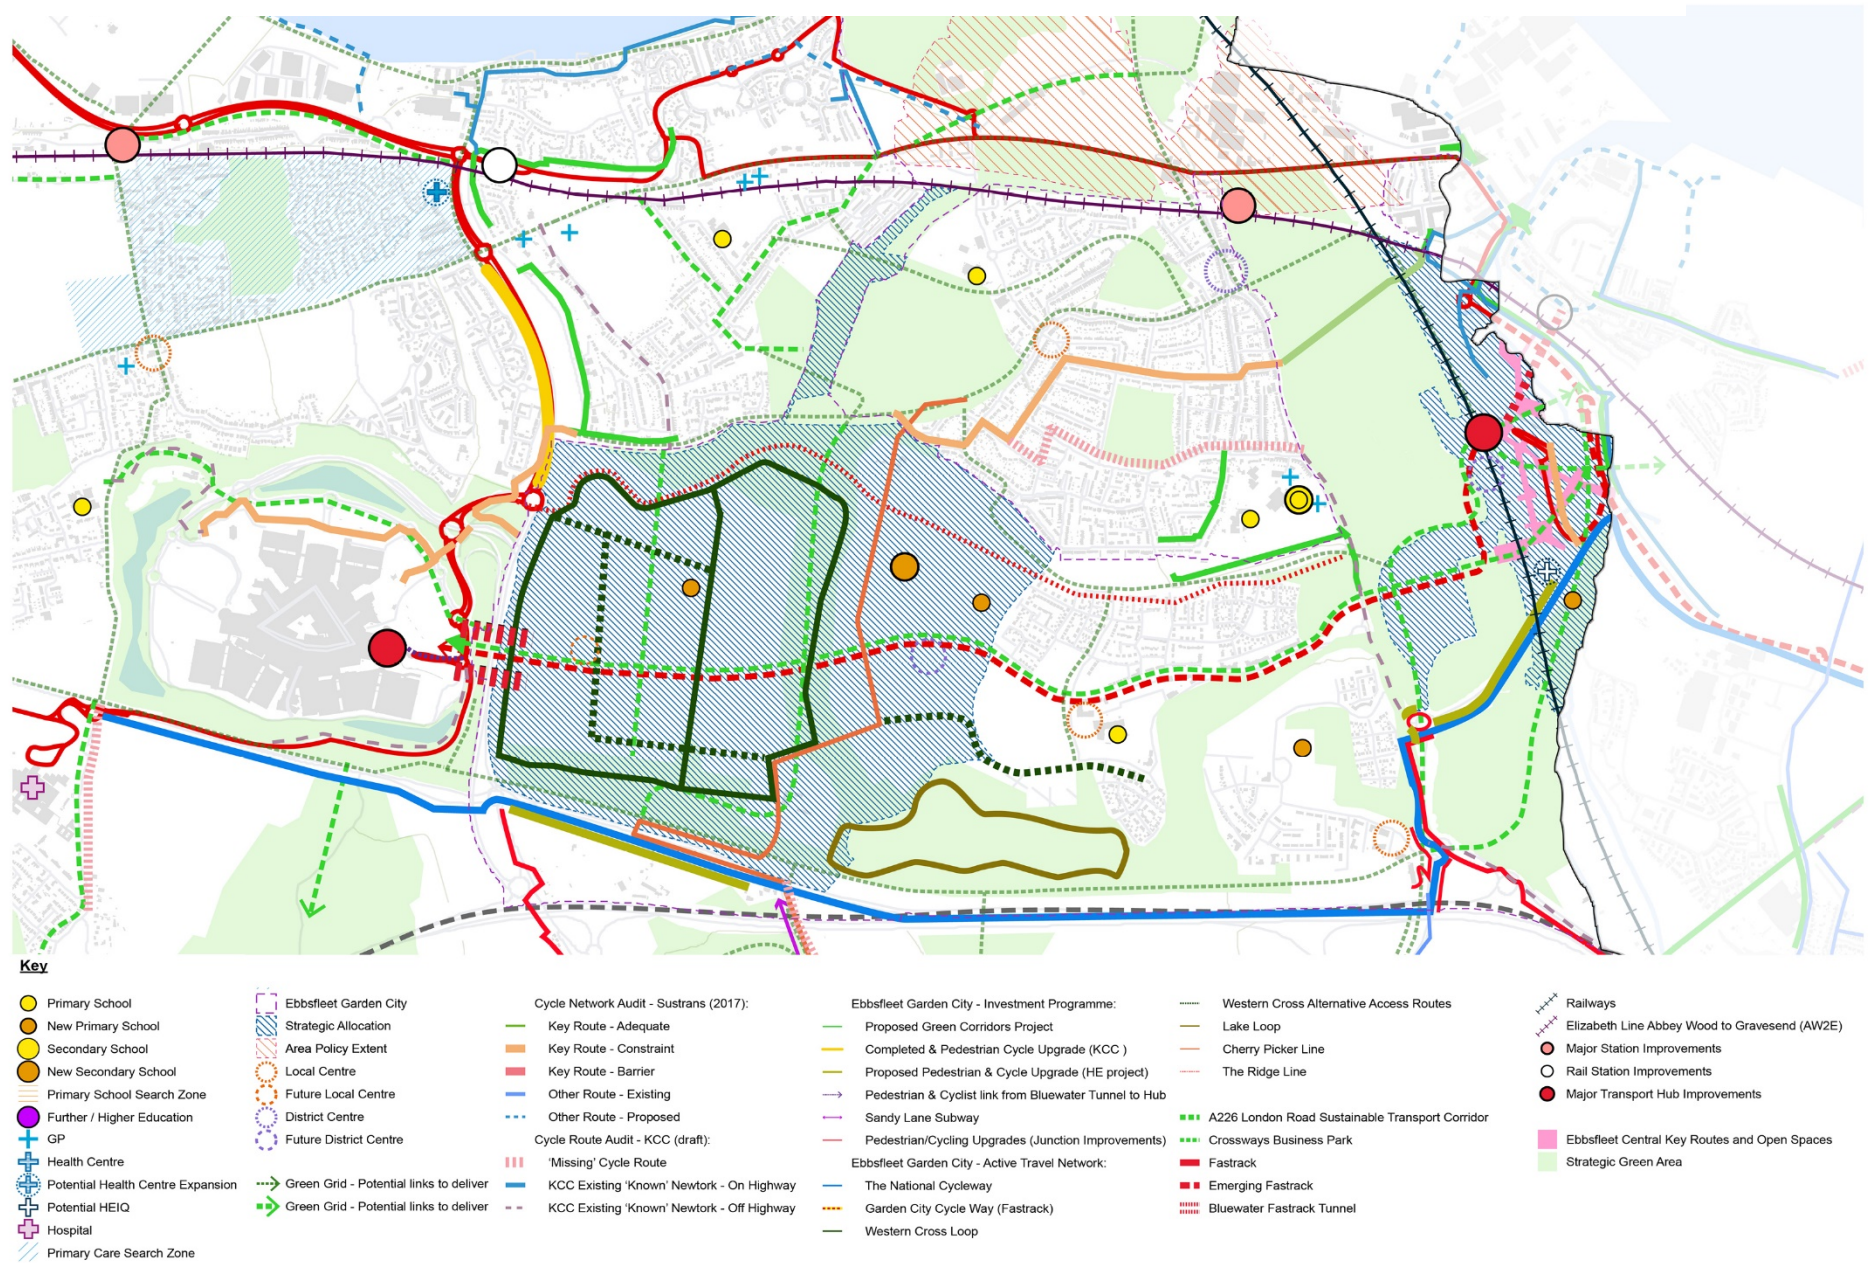 Key
Primary School
New Primary School
Secondary School
New Secondary School
Primary School Search Zone
Further / Higher Education
GP
Health Centre
Potential Health Centre Expansion
Potential HEIQ
Hospital
Primary Care Search Zone
Ebbsfleet Garden City
Strategic Allocation
Area Policy Extent
Local Centre
Future Local Centre
District Centre
Future District Centre
Green Grid - Potential links to deliver
Green Grid - Potential links to deliver
Cycle Network Audit - Sustrans (2017):
Key Route - Adequate
Key Route - Constraint
Key Route - Barrier
Other Route - Existing
Other Route - Proposed
Cycle Route Audit - KCC (draft):
‘Missing’ Cycle Route
KCC Existing ‘Known’ Newtork - On Highway
KCC Existing ‘Known’ Newtork - Off Highway
Ebbsfleet Garden City - Investment Programme:
Proposed Green Corridors Project
Completed & Pedestrian Cycle Upgrade (KCC )
Proposed Pedestrian & Cycle Upgrade (HE project)
Pedestrian & Cyclist link from Bluewater Tunnel to Hub
Sandy Lane Subway
Pedestrian/Cycling Upgrades (Junction Improvements)
Ebbsfleet Garden City - Active Travel Network:
The National Cycleway
Garden City Cycle Way (Fastrack)
Western Cross Loop
Western Cross Alternative Access Routes
Lake Loop
Cherry Picker Line
The Ridge Line
A226 London Road Sustainable Transport Corridor
Crossways Business Park
Fastrack
Emerging Fastrack
Bluewater Fastrack Tunnel
Railways
Elizabeth Line Abbey Wood to Gravesend (AW2E)
Major Station Improvements
Rail Station Improvements
Major Transport Hub Improvements
Ebbsfleet Central Key Routes and Open Spaces
Strategic Green Area